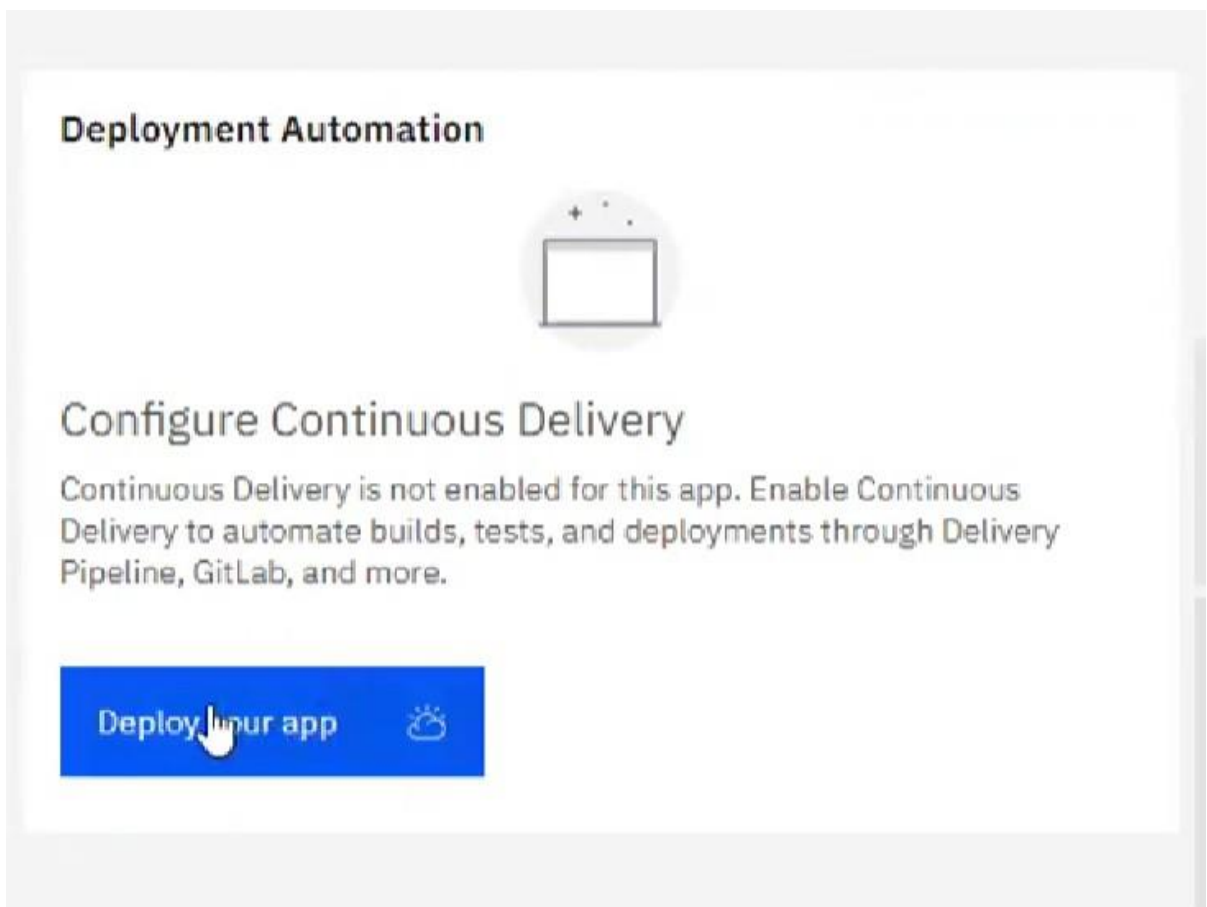 Deployment Automation
Configure Continuous Delivery
Continuous Delivery is not enabled for this app. Enable Continuous
Delivery to automate builds, tests, and deployments through Delivery
Pipeline, GitLab, and more.
Deploy your app